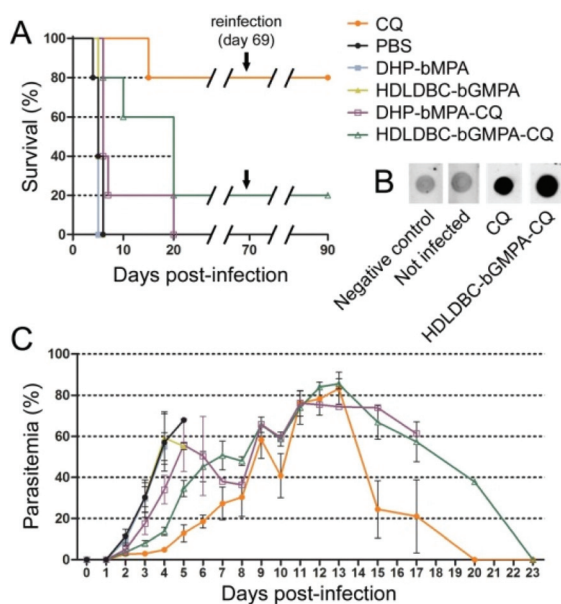 A
reinfection
(day 69)
Survival (%)
100
80
60
40
20
0
0 10 20 70 90
Days post-infection
CQ
PBS
DHP-bMPA
HDLDBC-bGMPA
DHP-bMPA-CQ
HDLDBC-bGMPA-CQ
B
Negative control
Not infected
CQ
HDLDBC-bGMPA-CQ
C
Parasitemia (%)
100
80
60
40
20
0
0 1 2 3 4 5 6 7 8 9 10 11 12 13 15 17 19 20 21 22 23
Days post-infection